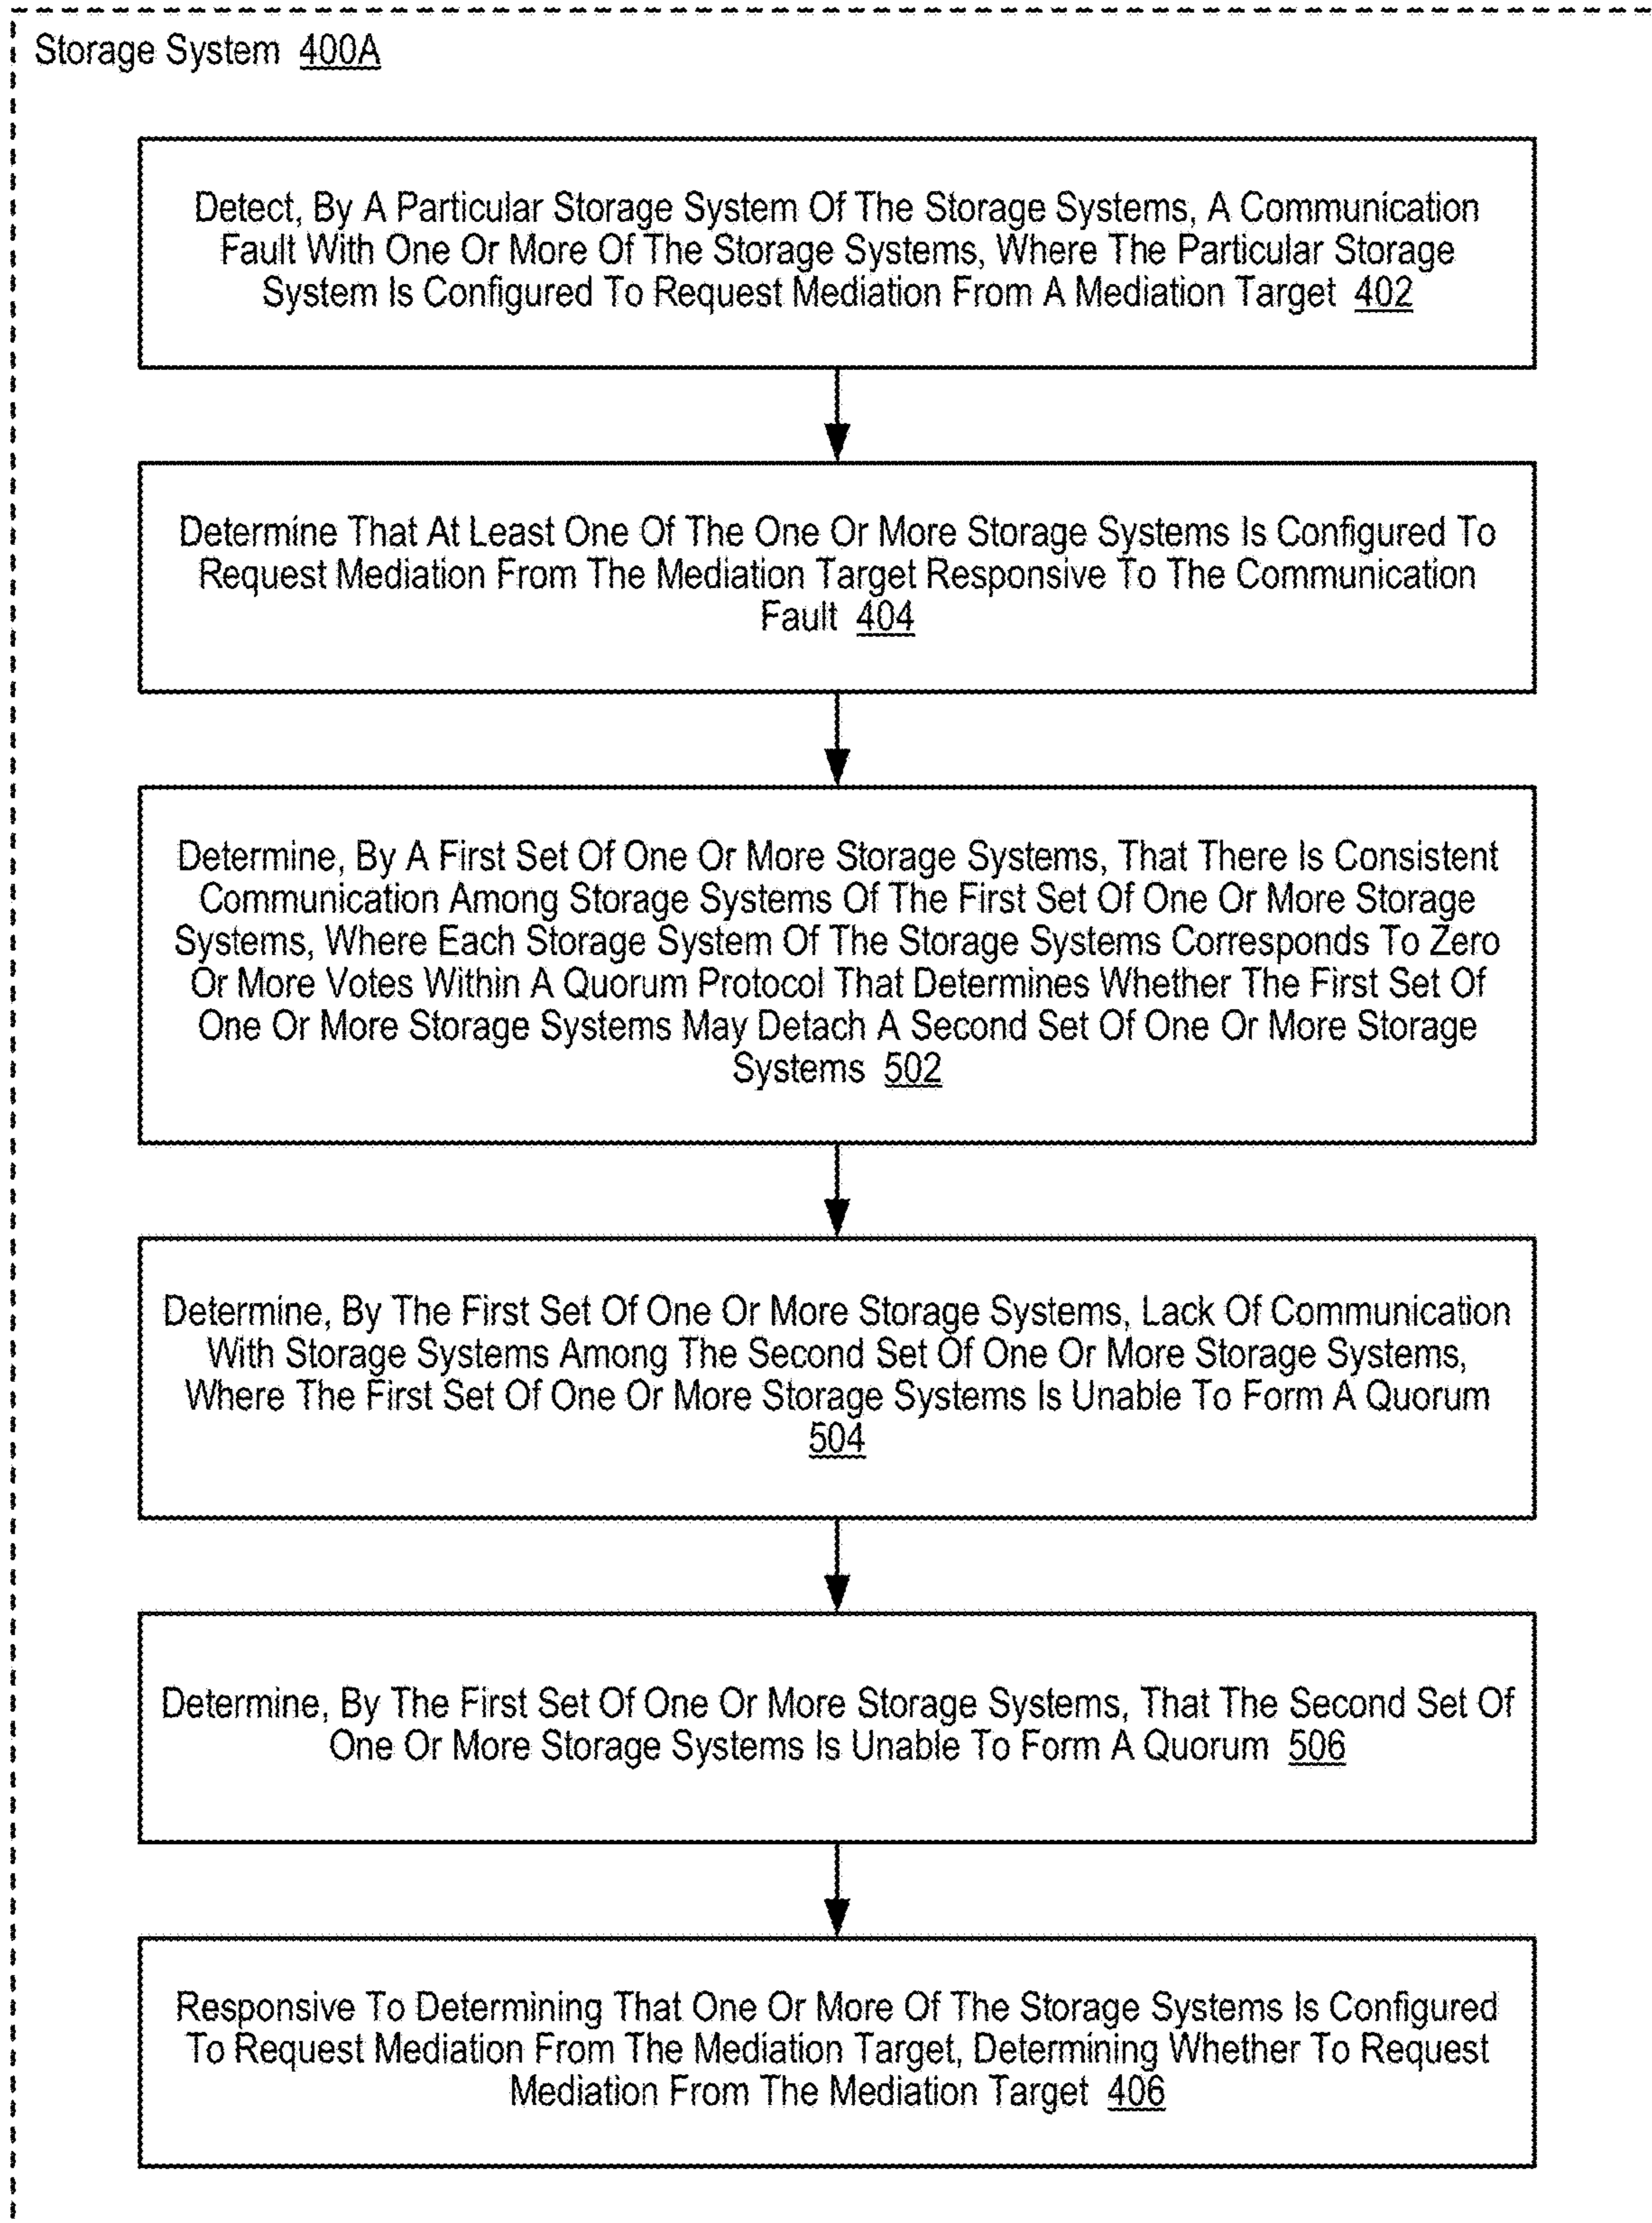 Storage System 400A
Detect, By A Particular Storage System Of The Storage Systems, A Communication
Fault With One Or More Of The Storage Systems, Where The Particular Storage
System Is Configured To Request Mediation From A Mediation Target 402
Determine That At Least One Of The One Or More Storage Systems Is Configured To
Request Mediation From The Mediation Target Responsive To The Communication
Fault 404
Determine, By A First Set Of One Or More Storage Systems, That There Is Consistent
Communication Among Storage Systems Of The First Set Of One Or More Storage
Systems, Where Each Storage System Of The Storage Systems Corresponds To Zero
Or More Votes Within A Quorum Protocol That Determines Whether The First Set Of
One Or More Storage Systems May Detach A Second Set Of One Or More Storage
Systems 502
Determine, By The First Set Of One Or More Storage Systems, Lack Of Communication
With Storage Systems Among The Second Set Of One Or More Storage Systems,
Where The First Set Of One Or More Storage Systems Is Unable To Form A Quorum
504
Determine, By The First Set Of One Or More Storage Systems, That The Second Set Of
One Or More Storage Systems Is Unable To Form A Quorum 506
Responsive To Determining That One Or More Of The Storage Systems Is Configured
To Request Mediation From The Mediation Target, Determining Whether To Request
Mediation From The Mediation Target 406